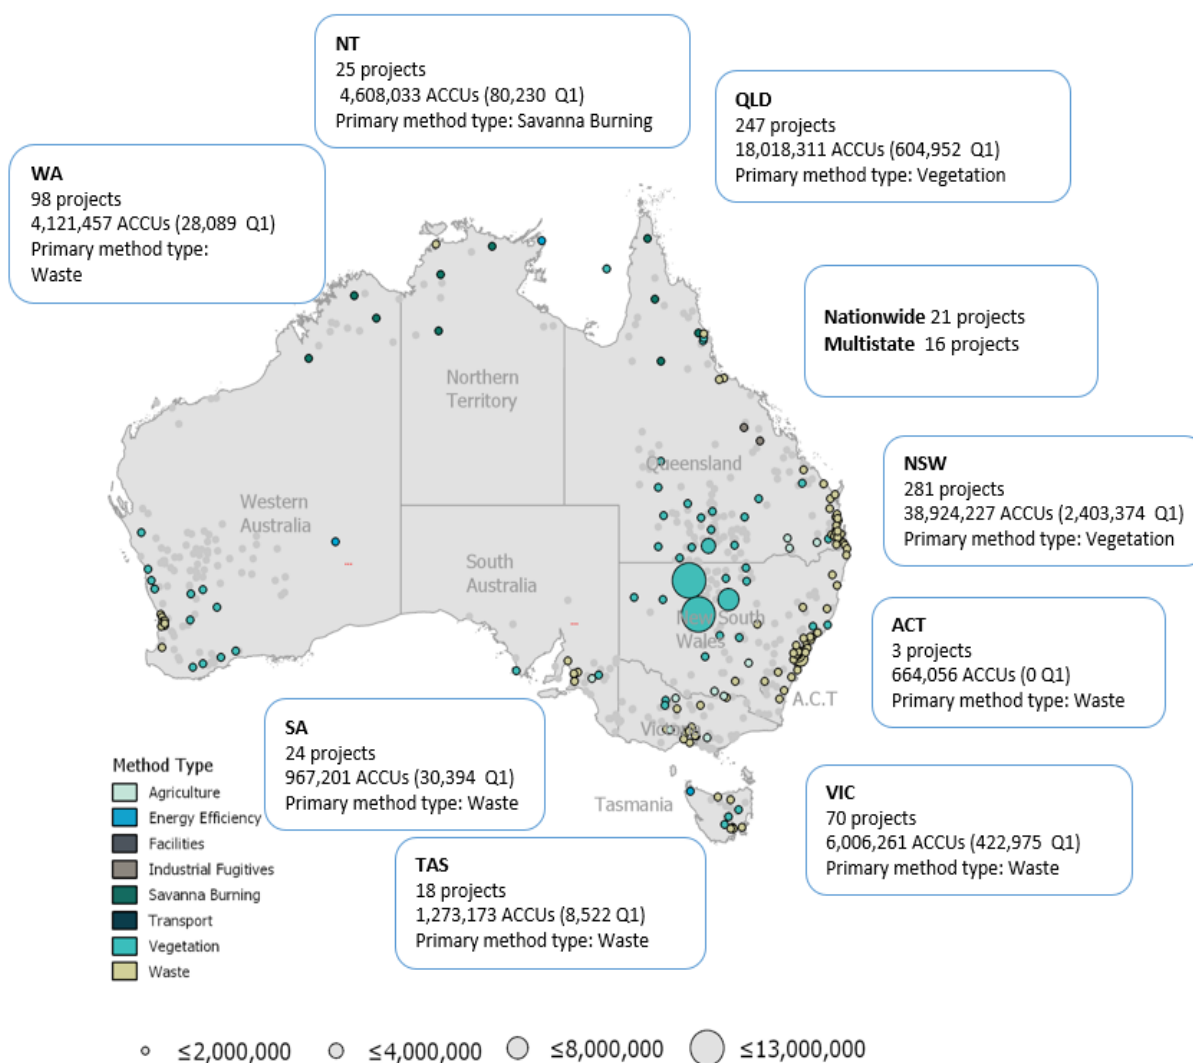 NT
25 projects
4,608,033 ACCUs (80,230 Q1)
Primary method type: Savanna Burning
QLD
247 projects
18,018,311 ACCUs (604,952 Q1)
Primary method type: Vegetation
WA
98 projects
4,121,457 ACCUs (28,089 Q1)
Primary method type:
Waste
Nationwide 21 projects
Multistate 16 projects
Northern
Territory
Queensland
Western
Australia
South
Australia
New South
Wales
A.C.T
Tasmania
NSW
281 projects
38,924,227 ACCUs (2,403,374 Q1)
Primary method type: Vegetation
ACT
3 projects
664,056 ACCUs (0 Q1)
Primary method type: Waste
SA
24 projects
967,201 ACCUs (30,394 Q1)
Primary method type: Waste
VIC
70 projects
6,006,261 ACCUs (422,975 Q1)
Primary method type: Waste
TAS
18 projects
1,273,173 ACCUs (8,522 Q1)
Primary method type: Waste
Method Type
Agriculture
Energy Efficiency
Facilities
Industrial Fugitives
Savanna Burning
Transport
Vegetation
Waste
≤2,000,000 ≤4,000,000 ≤8,000,000 ≤13,000,000